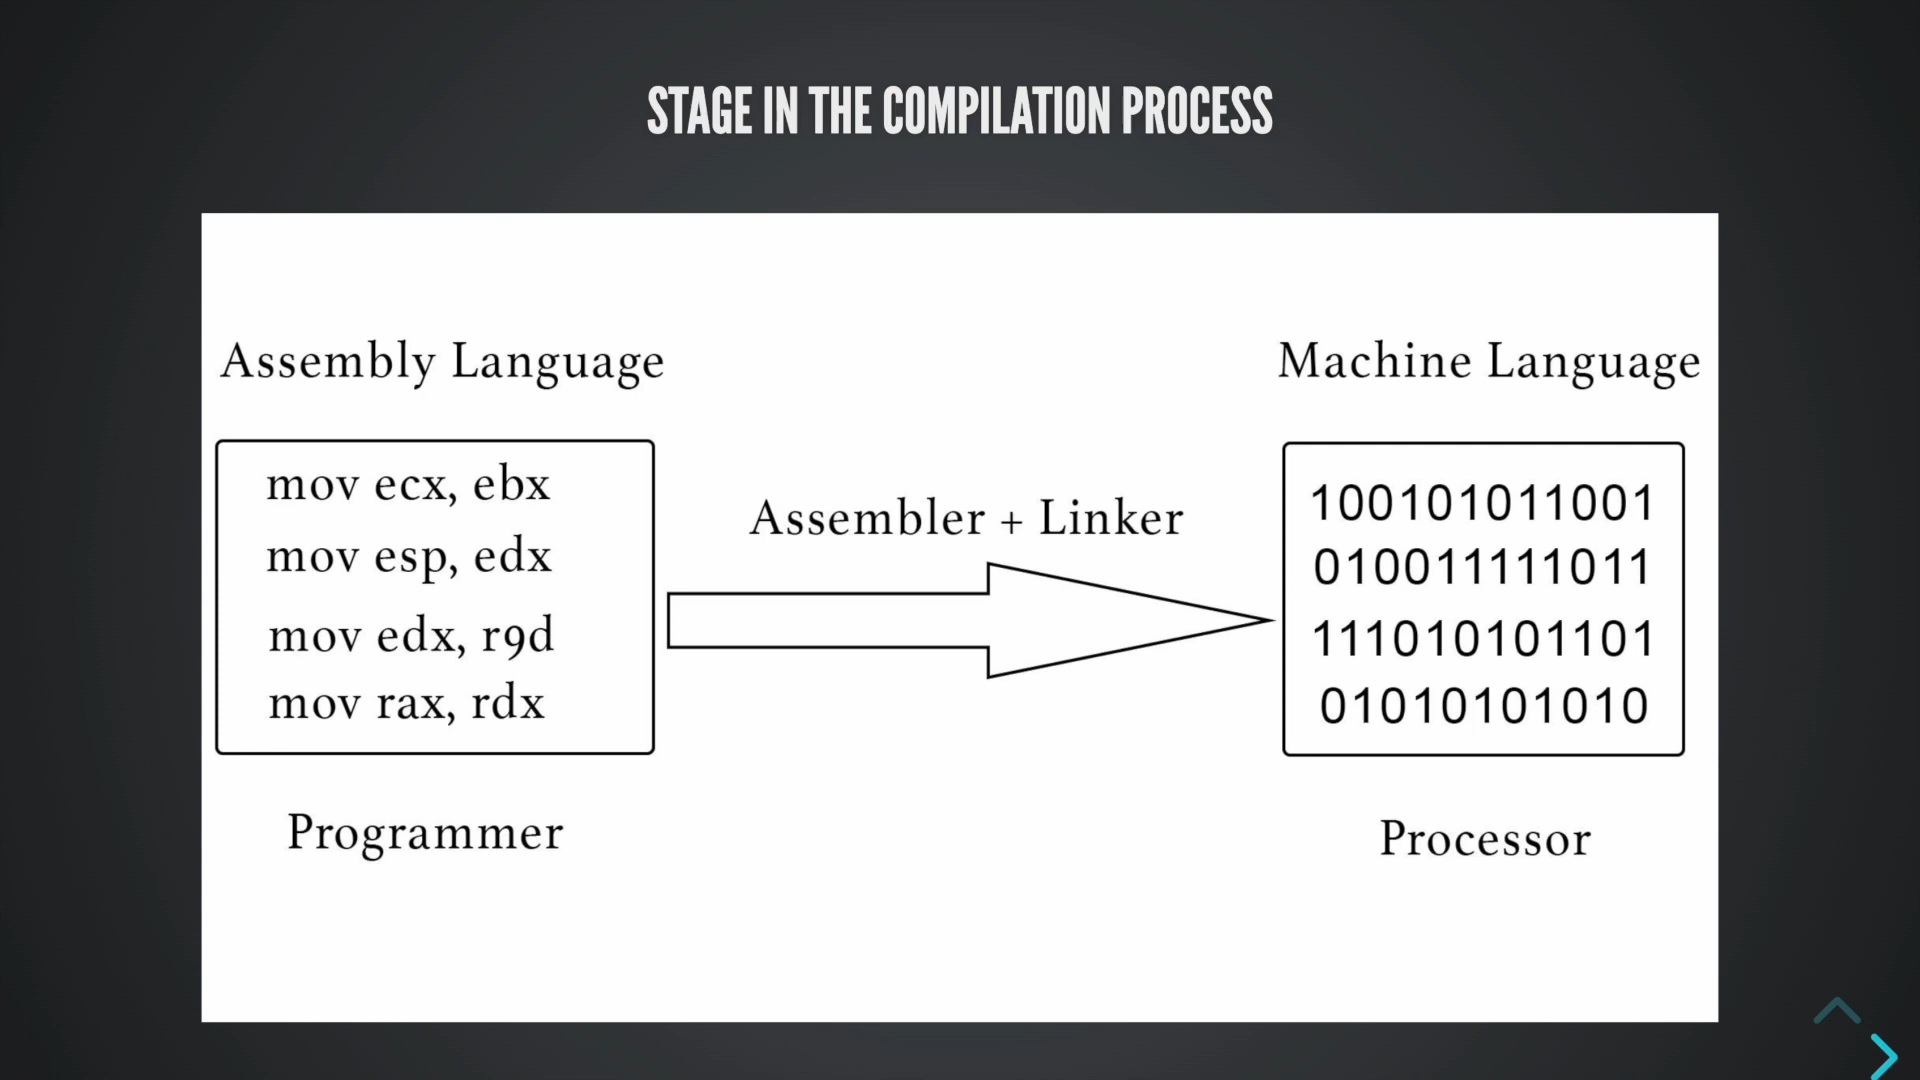 STAGE IN THE COMPILATION PROCESS
Assembly Language
Machine Language
mov ecx, ebx
mov esp, edx
mov edx, r9d
mov rax, rdx
Assembler + Linker
100101011001
010011111011
111010101101
01010101010
Programmer
Processor